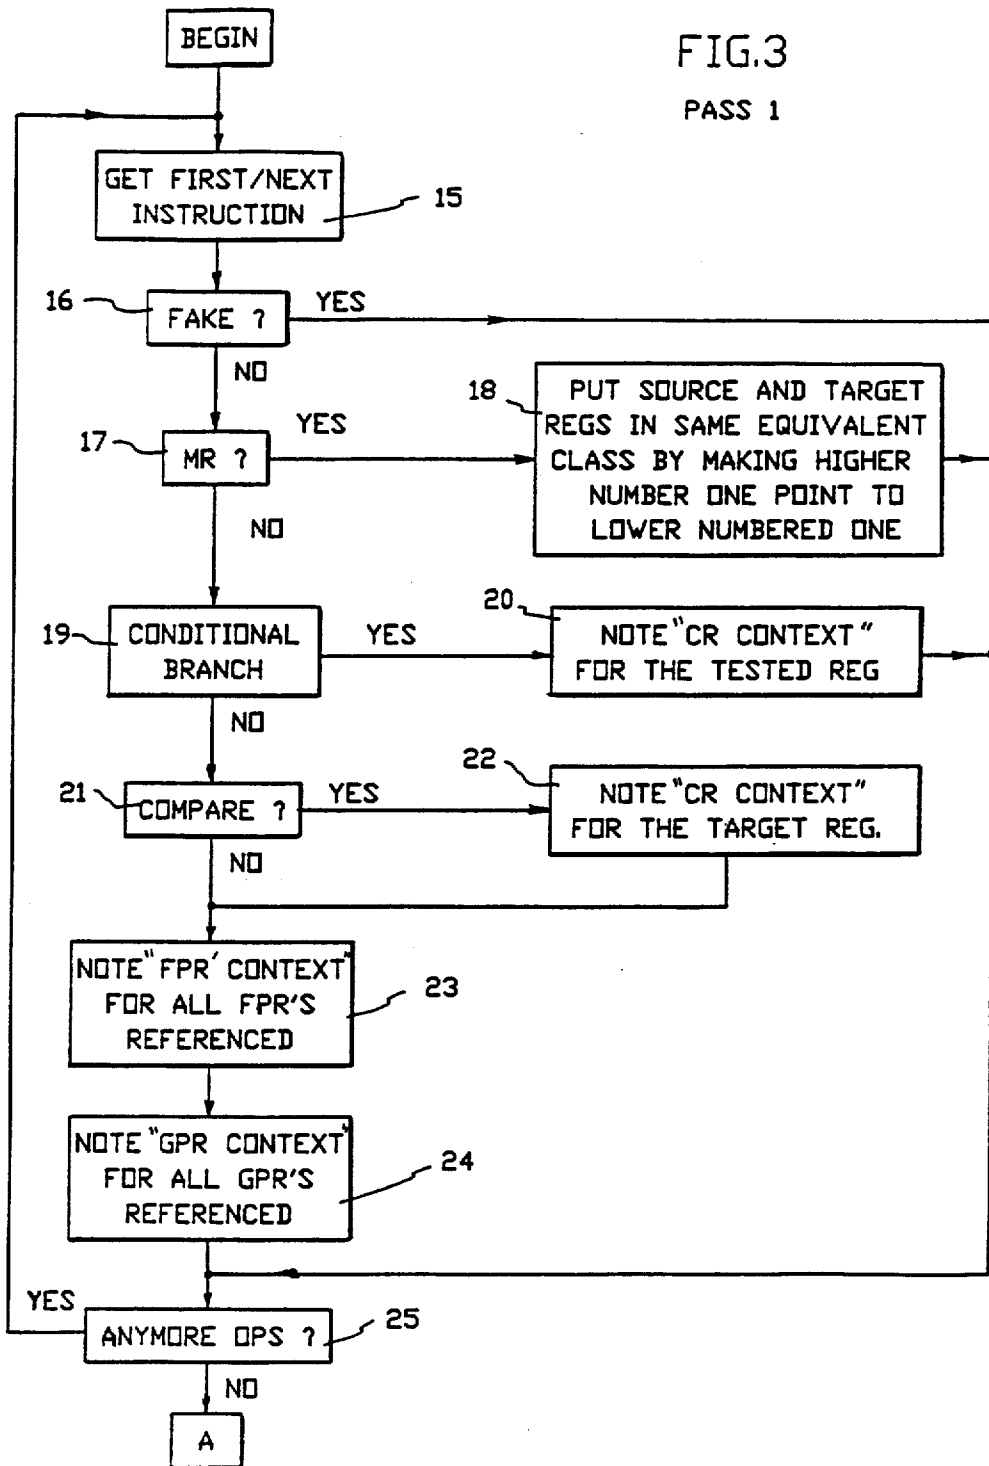 BEGIN
FIG.3
PASS 1
GET FIRST/NEXT
INSTRUCTION
15
16
FAKE ?
YES
NO
17
MR ?
YES
18
PUT SOURCE AND TARGET
REGS IN SAME EQUIVALENT
CLASS BY MAKING HIGHER
NUMBER ONE POINT TO
LOWER NUMBERED ONE
NO
19
CONDITIONAL
BRANCH
YES
20
NOTE "CR CONTEXT"
FOR THE TESTED REG
NO
21
COMPARE ?
YES
22
NOTE "CR CONTEXT"
FOR THE TARGET REG.
NO
NOTE "FPR' CONTEXT"
FOR ALL FPR'S
REFERENCED
23
NOTE "GPR CONTEXT"
FOR ALL GPR'S
REFERENCED
24
YES
ANYMORE OPS ?
25
NO
A